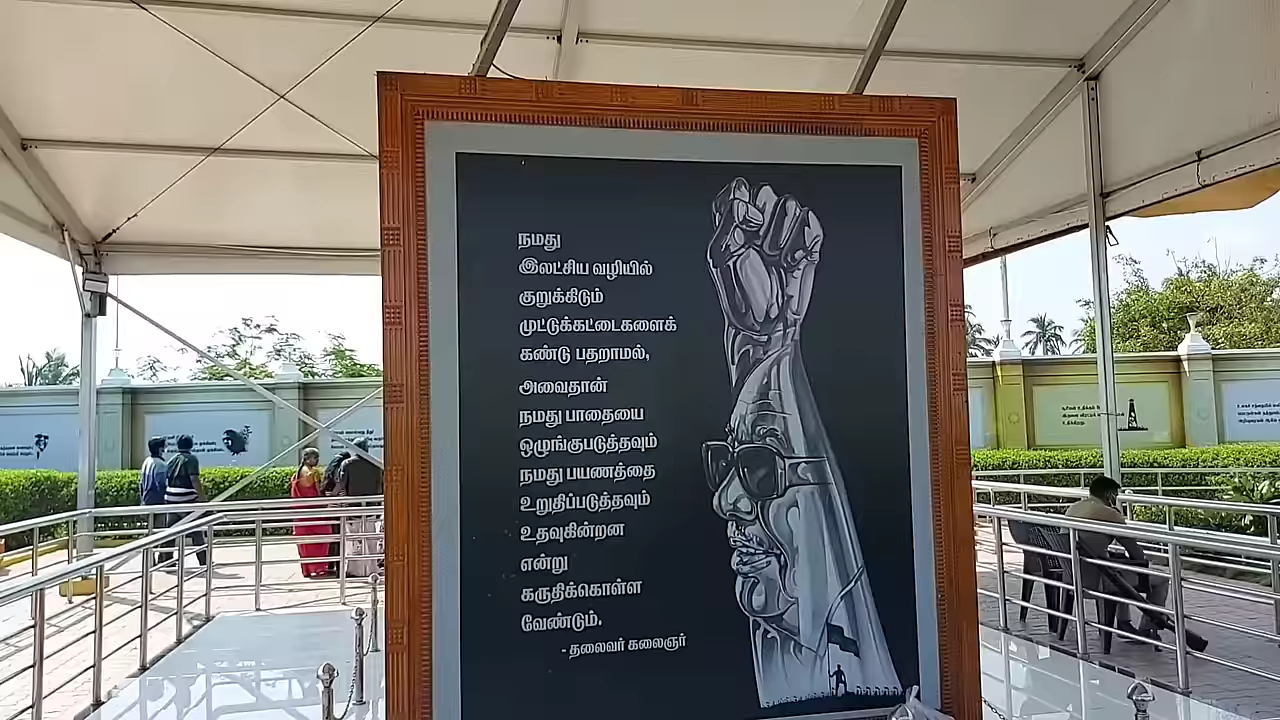 நமது
இலட்சிய வழியில்
குறுக்கிடும்
முட்டுக்கட்டைகளைக்
கண்டு பதறாமல்,
அவைதான்
நமது பாதையை
ஒழுங்குபடுத்தவும்
நமது பயணத்தை
உறுதிப்படுத்தவும்
உதவுகின்றன
என்று
கருதிக்கொள்ள
வேண்டும்.
- தலைவர் கலைஞர்